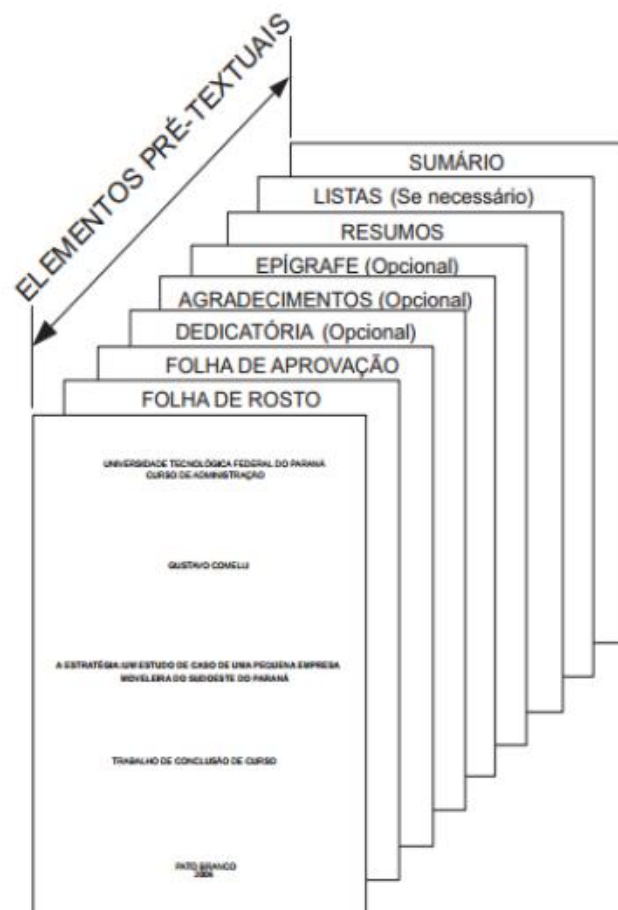 ELEMENTOS PRÉ-TEXTUAIS
SUMÁRIO
LISTAS (Se necessário)
RESUMOS
EPÍGRAFE (Opcional)
AGRADECIMENTOS (Opcional)
DEDICATÓRIA (Opcional)
FOLHA DE APROVAÇÃO
FOLHA DE ROSTO
UNIVERSIDADE TECNOLÓGICA FEDERAL DO PARANÁ
CURSO DE ADMINISTRAÇÃO
GUSTAVO COMELLI
A ESTRATÉGIA: UM ESTUDO DE CASO DE UMA PEQUENA EMPRESA
MOVELEIRA DO SUDOESTE DO PARANÁ
TRABALHO DE CONCLUSÃO DE CURSO
PATO BRANCO